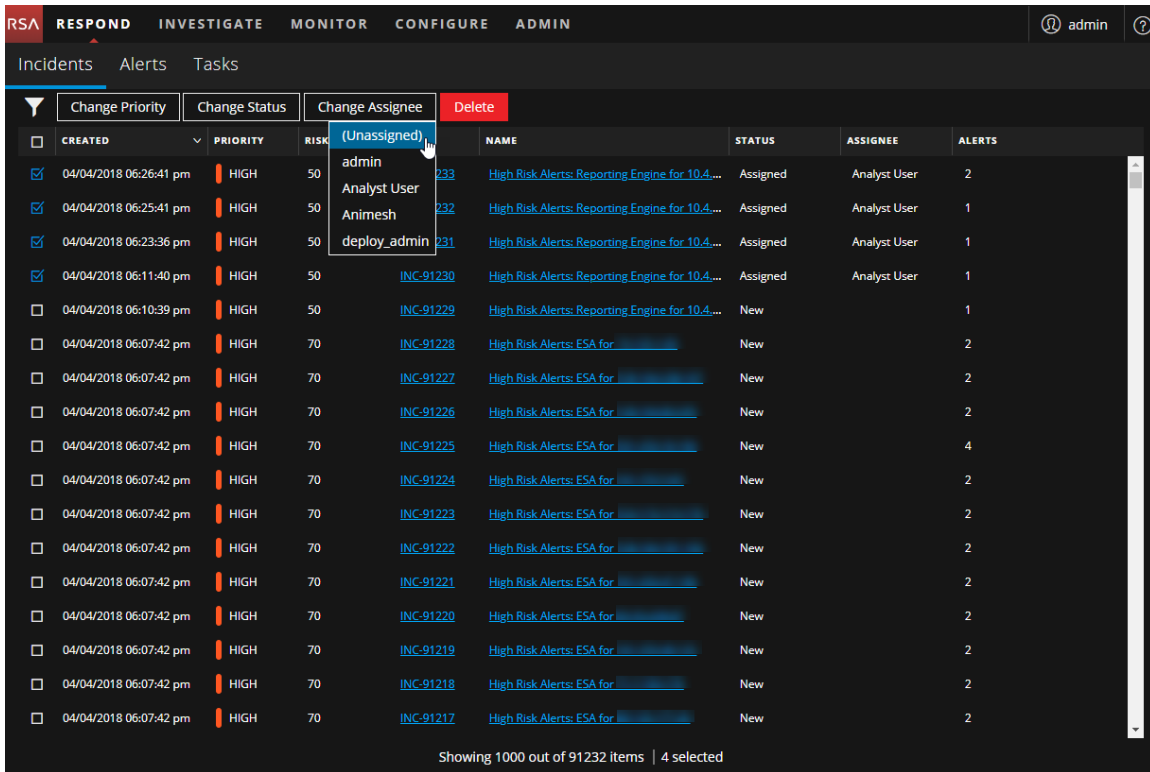 RSA RESPOND INVESTIGATE MONITOR CONFIGURE ADMIN admin ?
Incidents Alerts Tasks
Change Priority Change Status Change Assignee Delete
CREATED PRIORITY RISK NAME STATUS ASSIGNEE ALERTS
(Unassigned)
admin
Analyst User
Animesh
deploy_admin
04/04/2018 06:26:41 pm HIGH 50 233 High Risk Alerts: Reporting Engine for 10.4.... Assigned Analyst User 2
04/04/2018 06:25:41 pm HIGH 50 232 High Risk Alerts: Reporting Engine for 10.4.... Assigned Analyst User 1
04/04/2018 06:23:36 pm HIGH 50 231 High Risk Alerts: Reporting Engine for 10.4.... Assigned Analyst User 1
04/04/2018 06:11:40 pm HIGH 50 INC-91230 High Risk Alerts: Reporting Engine for 10.4.... Assigned Analyst User 1
04/04/2018 06:10:39 pm HIGH 50 INC-91229 High Risk Alerts: Reporting Engine for 10.4.... New 1
04/04/2018 06:07:42 pm HIGH 70 INC-91228 High Risk Alerts: ESA for New 2
04/04/2018 06:07:42 pm HIGH 70 INC-91227 High Risk Alerts: ESA for New 2
04/04/2018 06:07:42 pm HIGH 70 INC-91226 High Risk Alerts: ESA for New 2
04/04/2018 06:07:42 pm HIGH 70 INC-91225 High Risk Alerts: ESA for New 4
04/04/2018 06:07:42 pm HIGH 70 INC-91224 High Risk Alerts: ESA for New 2
04/04/2018 06:07:42 pm HIGH 70 INC-91223 High Risk Alerts: ESA for New 2
04/04/2018 06:07:42 pm HIGH 70 INC-91222 High Risk Alerts: ESA for New 2
04/04/2018 06:07:42 pm HIGH 70 INC-91221 High Risk Alerts: ESA for New 2
04/04/2018 06:07:42 pm HIGH 70 INC-91220 High Risk Alerts: ESA for New 2
04/04/2018 06:07:42 pm HIGH 70 INC-91219 High Risk Alerts: ESA for New 2
04/04/2018 06:07:42 pm HIGH 70 INC-91218 High Risk Alerts: ESA for New 2
04/04/2018 06:07:42 pm HIGH 70 INC-91217 High Risk Alerts: ESA for New 2
Showing 1000 out of 91232 items | 4 selected